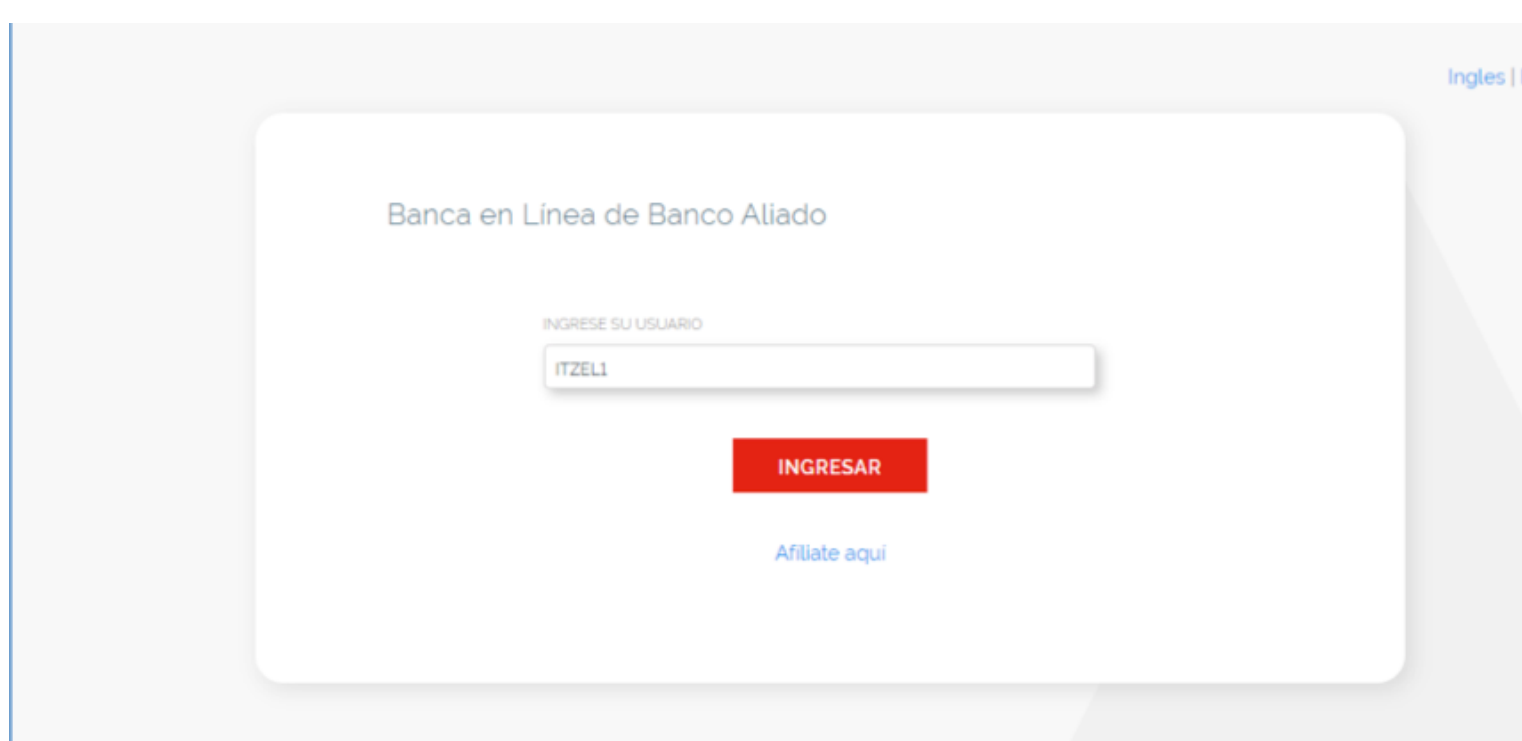 Ingles |
Banca en Línea de Banco Aliado
INGRESE SU USUARIO
ITZEL1
INGRESAR
Afiliate aquí